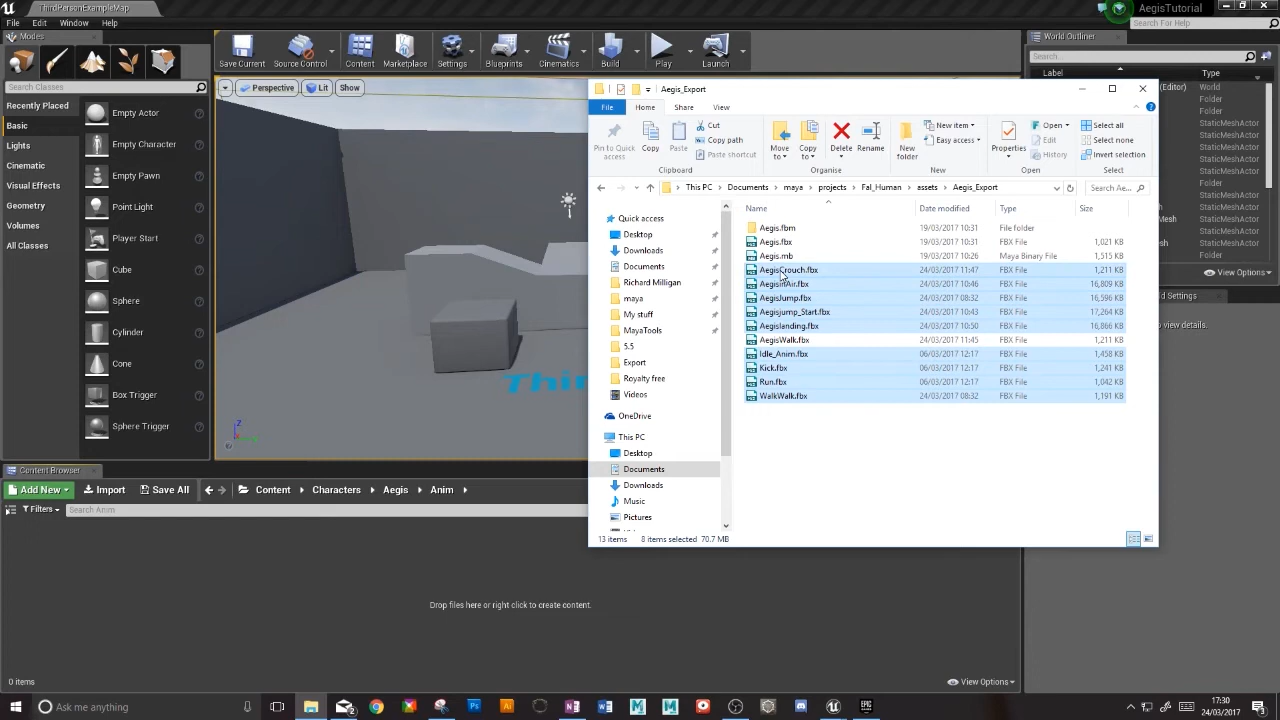 ThirdPersonExampleMap
AegisTutorial
File Edit Window Help
Search For Help
Modes
World Outliner
Save Current Source Control Content Marketplace Settings Blueprints Cinematics Build Play Launch
Search Classes
Search...
Recently Placed
Basic
Lights
Cinematic
Visual Effects
Geometry
Volumes
All Classes
Empty Actor
Empty Character
Empty Pawn
Point Light
Player Start
Cube
Sphere
Cylinder
Cone
Box Trigger
Sphere Trigger
Perspective Lit Show
Thi
Aegis_Export
File Home Share View
Pin to Quick access
Copy
Paste
Cut
Copy path
Paste shortcut
Clipboard
Move to
Copy to
Delete
Rename
Organise
New folder
New item
Easy access
New
Properties
Open
Edit
History
Open
Select all
Select none
Invert selection
Select
This PC Documents maya projects Fal_Human assets Aegis_Export
Search Ae...
Quick access
Desktop
Downloads
Documents
Richard Milligan
maya
My stuff
MayaTools
5.5
Export
Royalty free
Videos
OneDrive
This PC
Desktop
Documents
Downloads
Music
Pictures
Name Date modified Type Size
Aegis.fbm 19/03/2017 10:31 File folder
Aegis.fbx 19/03/2017 10:31 FBX File 1,021 KB
Aegis.mb 19/03/2017 10:26 Maya Binary File 1,515 KB
AegisCrouch.fbx 24/03/2017 11:47 FBX File 1,211 KB
AegisInAir.fbx 24/03/2017 10:46 FBX File 16,809 KB
AegisJump.fbx 24/03/2017 08:32 FBX File 16,596 KB
Aegisjump_Start.fbx 24/03/2017 10:43 FBX File 17,264 KB
Aegislanding.fbx 24/03/2017 10:50 FBX File 16,866 KB
AegisWalk.fbx 24/03/2017 11:45 FBX File 1,211 KB
Idle_Anim.fbx 06/03/2017 12:17 FBX File 1,458 KB
Kick.fbx 06/03/2017 12:17 FBX File 1,241 KB
Run.fbx 06/03/2017 12:17 FBX File 1,042 KB
WalkWalk.fbx 24/03/2017 08:32 FBX File 1,191 KB
13 items 8 items selected 70.7 MB
Label Type
(Editor) World
Folder
Folder
StaticMeshActor
StaticMeshActor
StaticMeshActor
StaticMeshActor
Folder
StaticMeshActor
StaticMeshActor
StaticMeshActor
View Options
d Settings
o view details.
Content Browser
Add New Import Save All Content Characters Aegis Anim
Filters Search Anim
Drop files here or right click to create content.
0 items
View Options
Ask me anything
17:30
24/03/2017